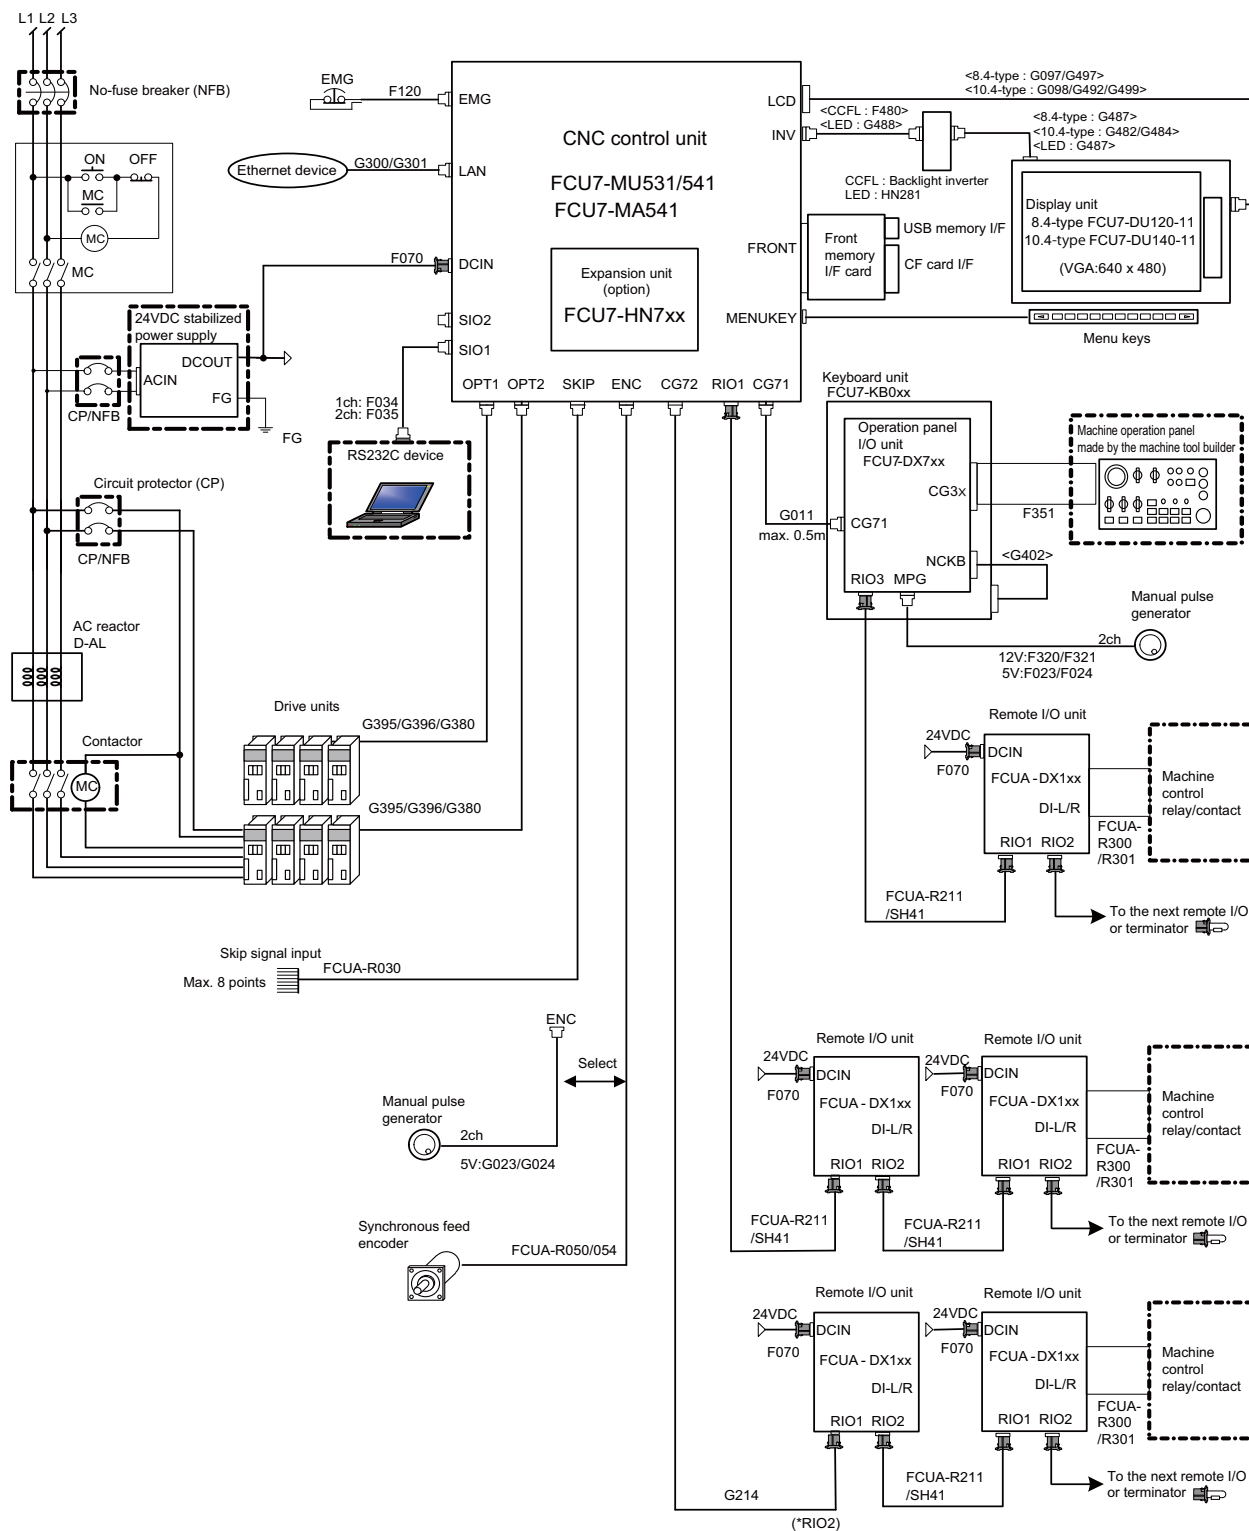 L1 L2 L3
No-fuse breaker (NFB)
ON
OFF
MC
MC
MC
24VDC stabilized
power supply
DCOUT
ACIN
FG
FG
CP/NFB
Circuit protector (CP)
CP/NFB
AC reactor
D-AL
Contactor
MC
Drive units
G395/G396/G380
G395/G396/G380
EMG
F120
Ethernet device
G300/G301
F070
1ch: F034
2ch: F035
RS232C device
CNC control unit
FCU7-MU531/541
FCU7-MA541
Expansion unit
(option)
FCU7-HN7xx
EMG
LAN
DCIN
SIO2
SIO1
OPT1 OPT2 SKIP ENC CG72 RIO1 CG71
LCD
INV
FRONT
MENUKEY
<8.4-type : G097/G497>
<10.4-type : G098/G492/G499>
<CCFL : F480>
<LED : G488>
<8.4-type : G487>
<10.4-type : G482/G484>
<LED : G487>
CCFL : Backlight inverter
LED : HN281
Display unit
8.4-type FCU7-DU120-11
10.4-type FCU7-DU140-11
(VGA:640 x 480)
Front
memory
I/F card
USB memory I/F
CF card I/F
Menu keys
Keyboard unit
FCU7-KB0xx
Operation panel
I/O unit
FCU7-DX7xx
CG3x
CG71
NCKB
RIO3 MPG
G011
max. 0.5m
F351
<G402>
Machine operation panel
made by the machine tool builder
Manual pulse
generator
2ch
12V:F320/F321
5V:F023/F024
Remote I/O unit
24VDC
F070
DCIN
FCUA - DX1xx
DI-L/R
RIO1 RIO2
FCUA-
R300
/R301
Machine
control
relay/contact
FCUA-R211
/SH41
To the next remote I/O
or terminator
Skip signal input
Max. 8 points
FCUA-R030
ENC
Select
Manual pulse
generator
2ch
5V:G023/G024
Synchronous feed
encoder
FCUA-R050/054
Remote I/O unit
24VDC
F070
DCIN
FCUA - DX1xx
DI-L/R
RIO1 RIO2
Remote I/O unit
24VDC
F070
DCIN
FCUA - DX1xx
DI-L/R
RIO1 RIO2
FCUA-
R300
/R301
Machine
control
relay/contact
FCUA-R211
/SH41
FCUA-R211
/SH41
To the next remote I/O
or terminator
Remote I/O unit
24VDC
F070
DCIN
FCUA - DX1xx
DI-L/R
RIO1 RIO2
Remote I/O unit
24VDC
F070
DCIN
FCUA - DX1xx
DI-L/R
RIO1 RIO2
FCUA-
R300
/R301
Machine
control
relay/contact
FCUA-R211
/SH41
To the next remote I/O
or terminator
G214
(*RIO2)